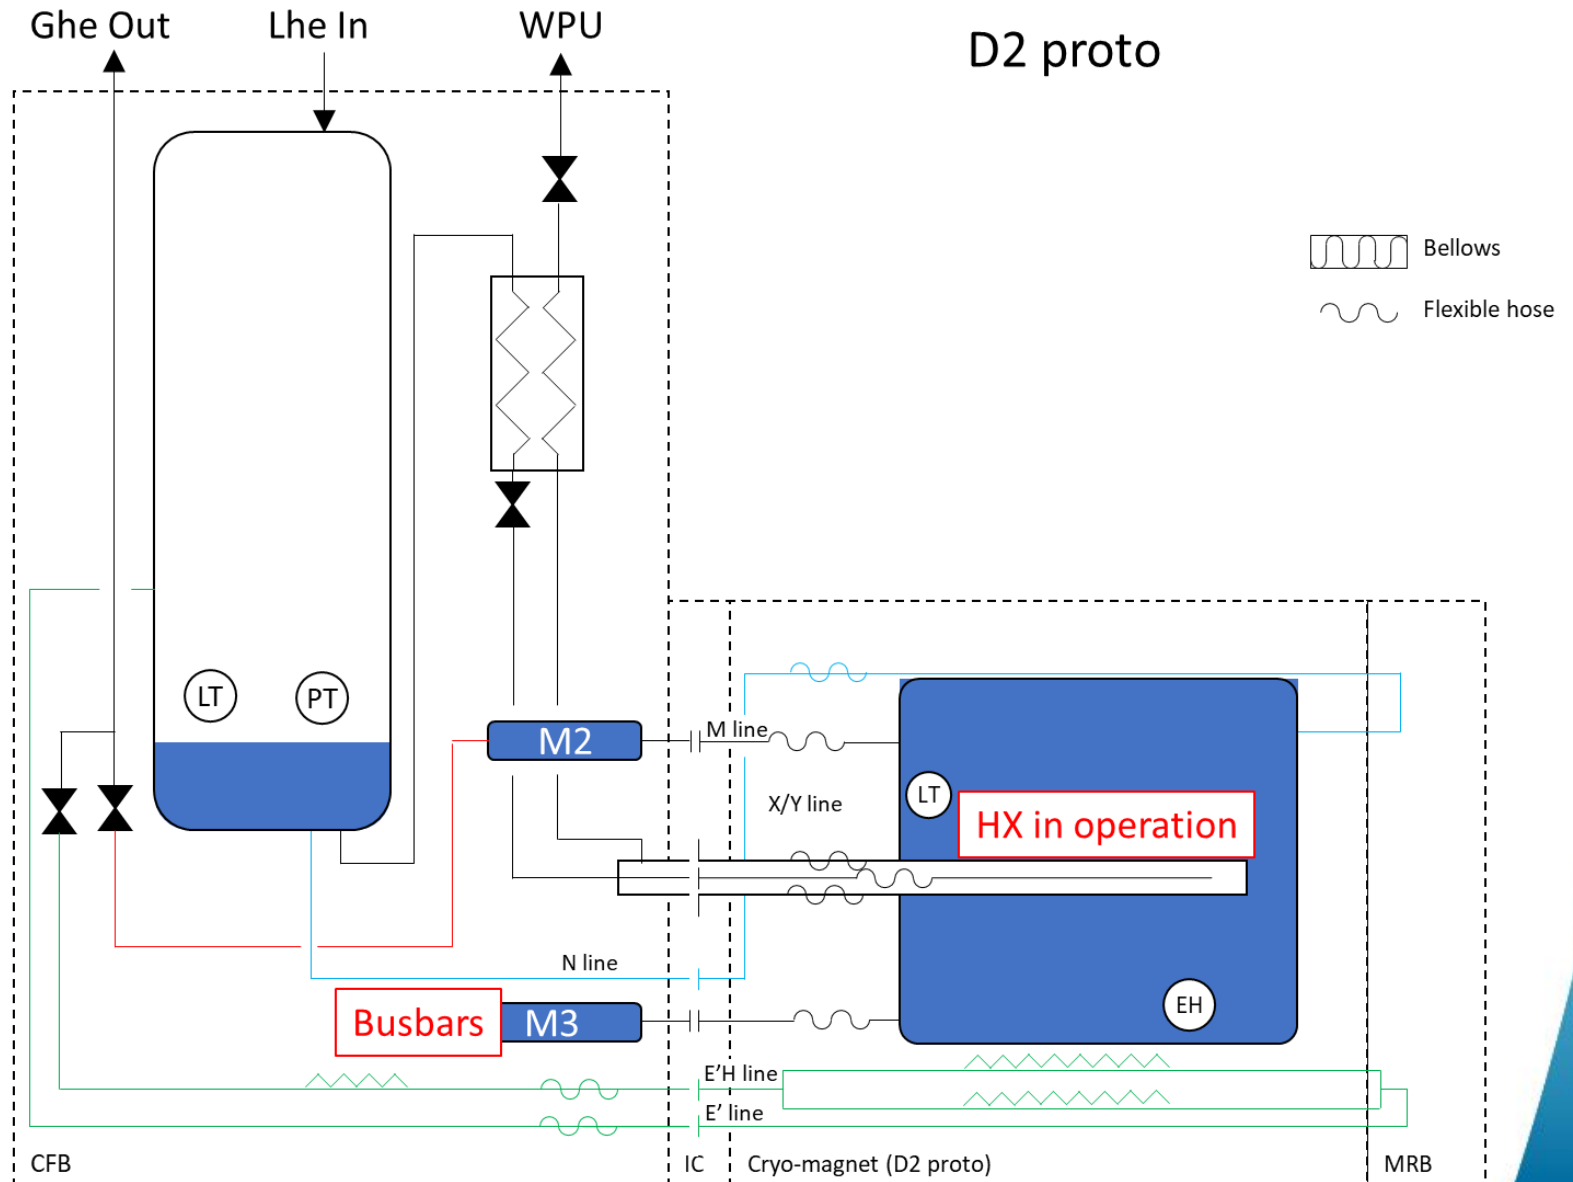 Ghe Out
Lhe In
WPU
D2 proto
Bellows
Flexible hose
LT
PT
M2
M line
X/Y line
LT
HX in operation
N line
EH
Busbars
M3
E'H line
E' line
CFB
IC
Cryo-magnet (D2 proto)
MRB